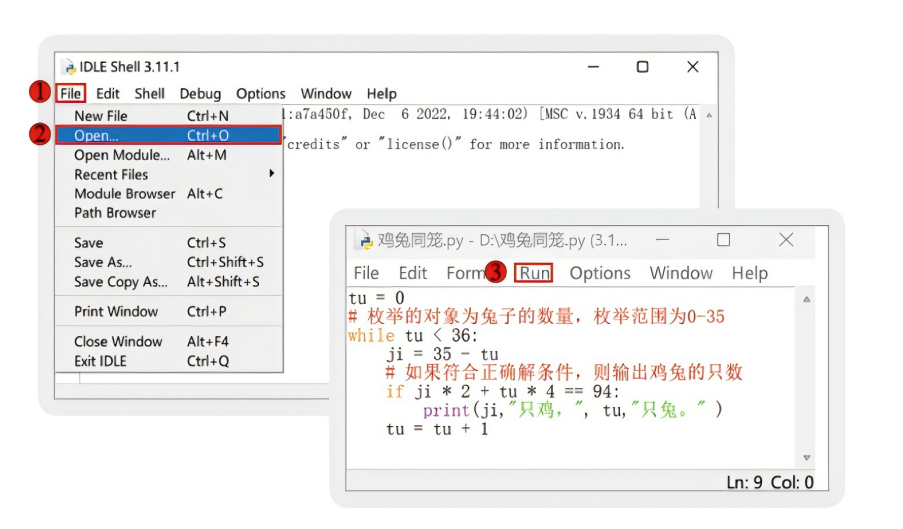 IDLE Shell 3.11.1
1 File Edit Shell Debug Options Window Help
l:a7a450f, Dec 6 2022, 19:44:02) [MSC v.1934 64 bit (A
"credits" or "license()" for more information.
New File Ctrl+N
2 Open... Ctrl+O
Open Module... Alt+M
Recent Files
Module Browser Alt+C
Path Browser
Save Ctrl+S
Save As... Ctrl+Shift+S
Save Copy As... Alt+Shift+S
Print Window Ctrl+P
Close Window Alt+F4
Exit IDLE Ctrl+Q
鸡兔同笼.py - D:\鸡兔同笼.py (3.1...
File Edit Form 3 Run Options Window Help
tu = 0
# 枚举的对象为兔子的数量，枚举范围为0-35
while tu < 36:
    ji = 35 - tu
    # 如果符合正确解条件，则输出鸡兔的只数
    if ji * 2 + tu * 4 == 94:
        print(ji,"只鸡，", tu,"只兔。" )
    tu = tu + 1
Ln: 9 Col: 0